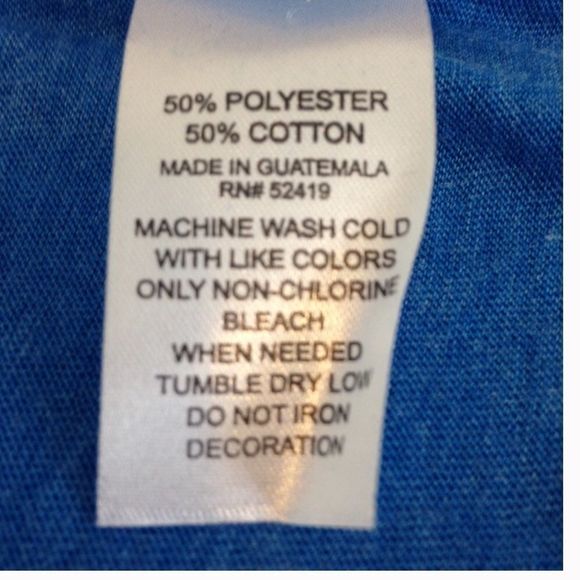 50% POLYESTER
50% COTTON
MADE IN GUATEMALA
RN# 52419
MACHINE WASH COLD
WITH LIKE COLORS
ONLY NON-CHLORINE
BLEACH
WHEN NEEDED
TUMBLE DRY LOW
DO NOT IRON
DECORATION